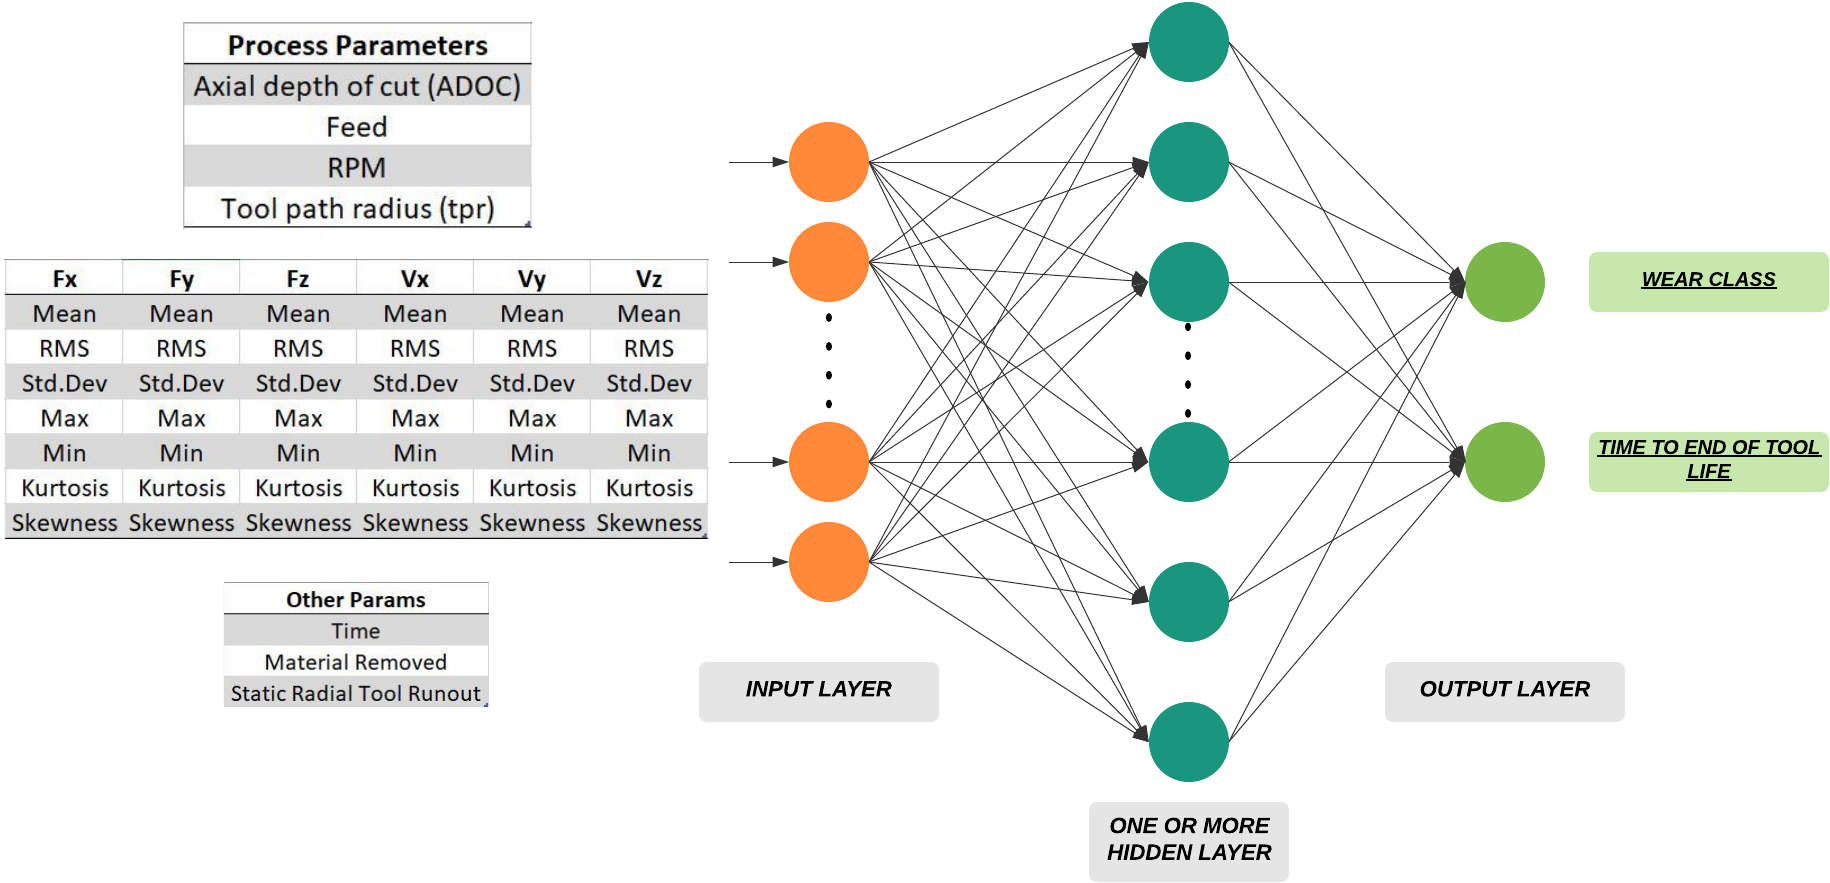 Process Parameters
Axial depth of cut (ADOC)
Feed
RPM
Tool path radius (tpr)
Fx Fy Fz Vx Vy Vz
Mean Mean Mean Mean Mean Mean
RMS RMS RMS RMS RMS RMS
Std.Dev Std.Dev Std.Dev Std.Dev Std.Dev Std.Dev
Max Max Max Max Max Max
Min Min Min Min Min Min
Kurtosis Kurtosis Kurtosis Kurtosis Kurtosis Kurtosis
Skewness Skewness Skewness Skewness Skewness Skewness
Other Params
Time
Material Removed
Static Radial Tool Runout
INPUT LAYER
ONE OR MORE
HIDDEN LAYER
OUTPUT LAYER
WEAR CLASS
TIME TO END OF TOOL
LIFE